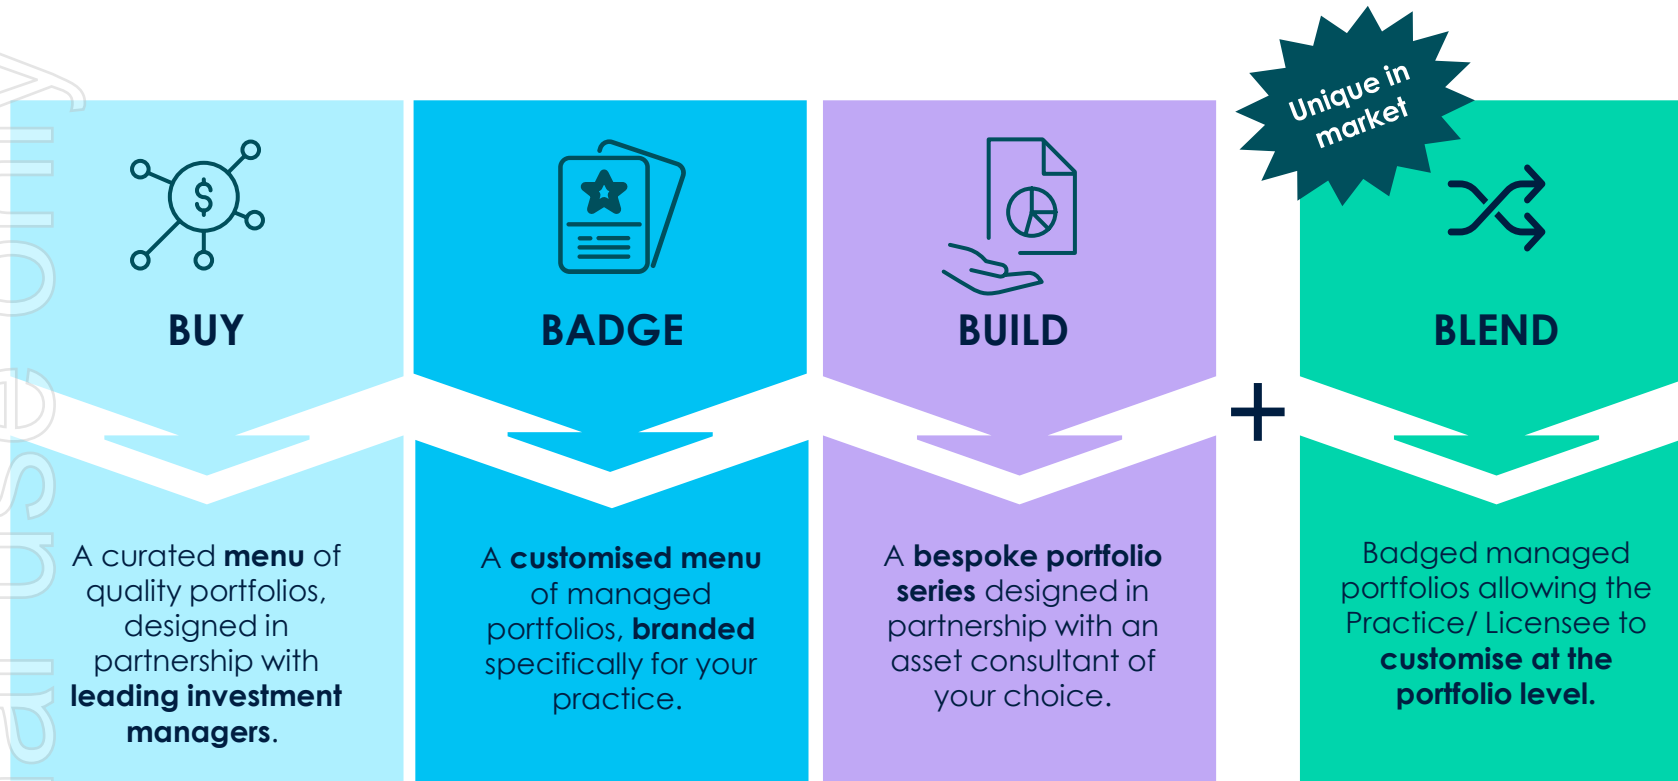 Unique in
market
BUY
A curated menu of
quality portfolios,
designed in
partnership with
leading investment
managers.
BADGE
A customised menu
of managed
portfolios, branded
specifically for your
practice.
BUILD
A bespoke portfolio
series designed in
partnership with an
asset consultant of
your choice.
+
BLEND
Badged managed
portfolios allowing the
Practice/ Licensee to
customise at the
portfolio level.
$
use only